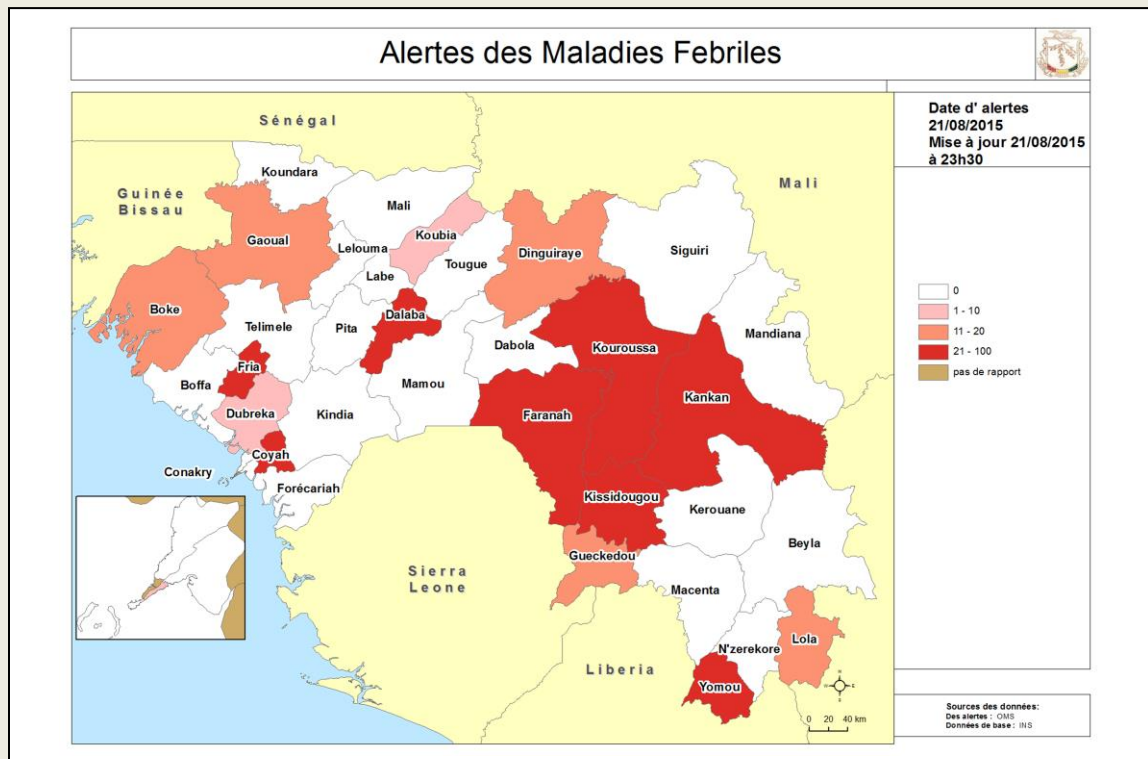 Alertes des Maladies Febriles
Date d' alertes
21/08/2015
Mise à jour 21/08/2015
à 23h30
Sénégal
Guinée
Bissau
Mali
Koundara
Mali
Koubia
Gaoual
Lelouma
Labe
Tougue
Dinguiraye
Siguiri
Boke
Telimele
Pita
Dalaba
Dabola
Kouroussa
Mandiana
Fria
Boffa
Mamou
Kankan
Dubreka
Kindia
Faranah
Coyah
Conakry
Forécariah
Kissidougou
Kerouane
Beyla
Gueckedou
Sierra
Leone
Macenta
N'zerekore
Lola
Liberia
Yomou
0
1 - 10
11 - 20
21 - 100
pas de rapport
0 20 40 km
Sources des données:
Des alertes : OMS
Données de base : INS